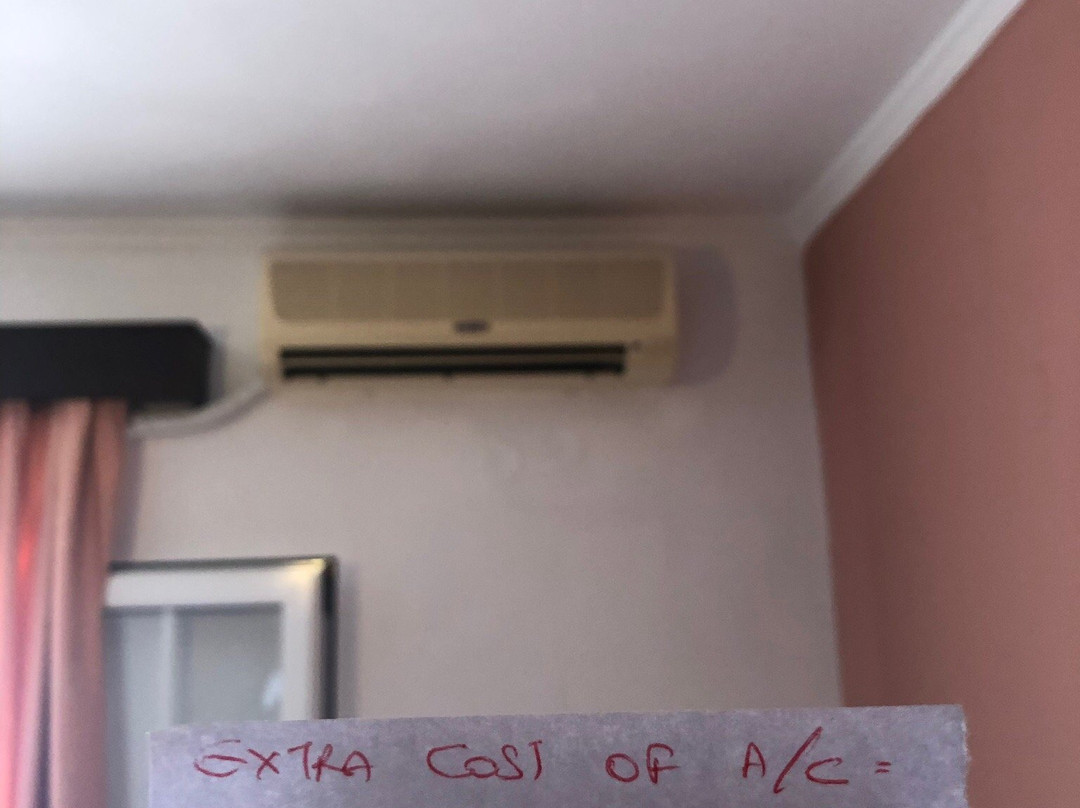 EXTRA COST OF A/C =